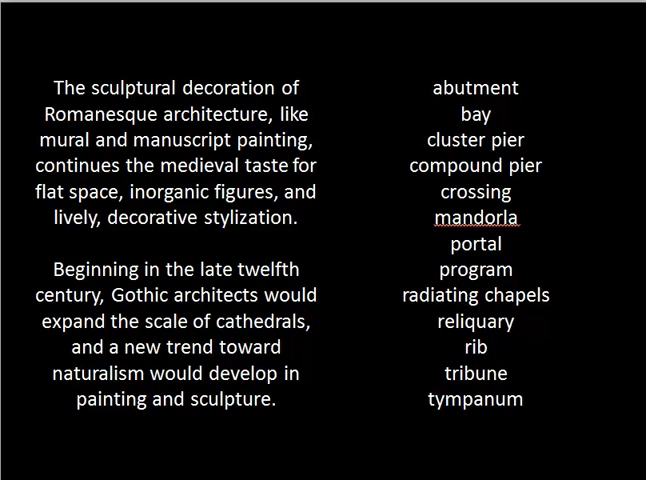 The sculptural decoration of
Romanesque architecture, like
mural and manuscript painting,
continues the medieval taste for
flat space, inorganic figures, and
lively, decorative stylization.
Beginning in the late twelfth
century, Gothic architects would
expand the scale of cathedrals,
and a new trend toward
naturalism would develop in
painting and sculpture.
abutment
bay
cluster pier
compound pier
crossing
mandorla
portal
program
radiating chapels
reliquary
rib
tribune
tympanum